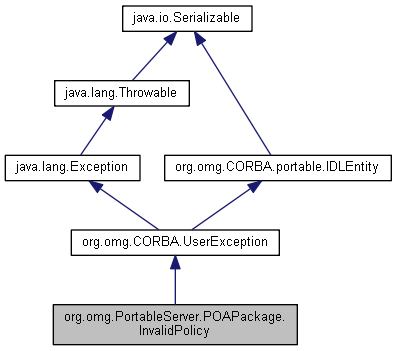 java.io.Serializable
java.lang.Throwable
java.lang.Exception
org.omg.CORBA.portable.IDLEntity
org.omg.CORBA.UserException
org.omg.PortableServer.POAPackage.
InvalidPolicy